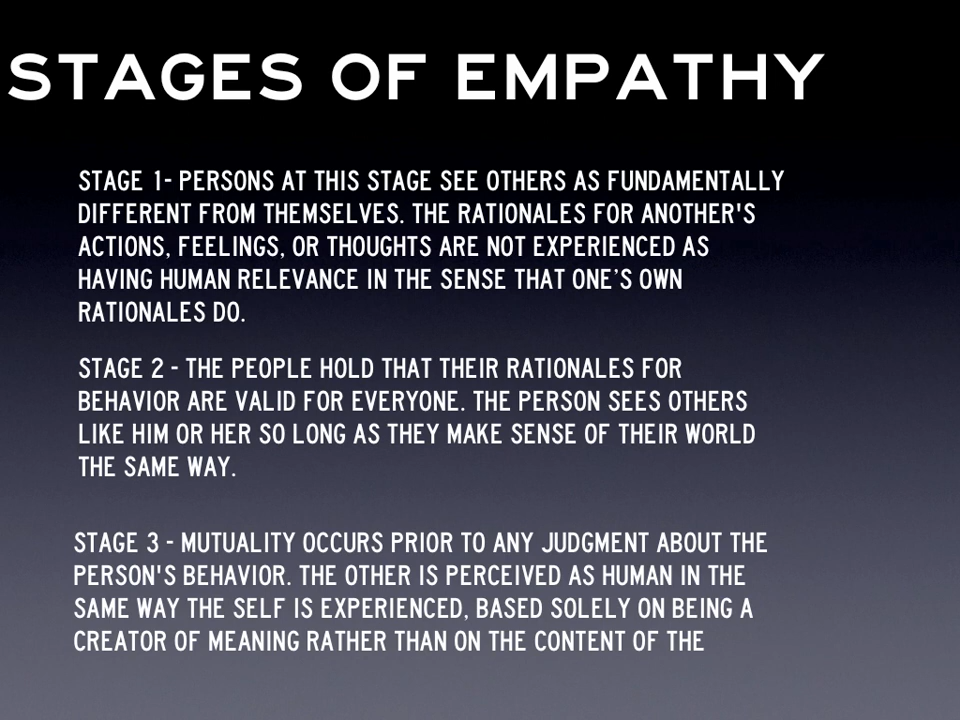 STAGES OF EMPATHY
STAGE 1- PERSONS AT THIS STAGE SEE OTHERS AS FUNDAMENTALLY
DIFFERENT FROM THEMSELVES. THE RATIONALES FOR ANOTHER'S
ACTIONS, FEELINGS, OR THOUGHTS ARE NOT EXPERIENCED AS
HAVING HUMAN RELEVANCE IN THE SENSE THAT ONE’S OWN
RATIONALES DO.
STAGE 2 - THE PEOPLE HOLD THAT THEIR RATIONALES FOR
BEHAVIOR ARE VALID FOR EVERYONE. THE PERSON SEES OTHERS
LIKE HIM OR HER SO LONG AS THEY MAKE SENSE OF THEIR WORLD
THE SAME WAY.
STAGE 3 - MUTUALITY OCCURS PRIOR TO ANY JUDGMENT ABOUT THE
PERSON'S BEHAVIOR. THE OTHER IS PERCEIVED AS HUMAN IN THE
SAME WAY THE SELF IS EXPERIENCED, BASED SOLELY ON BEING A
CREATOR OF MEANING RATHER THAN ON THE CONTENT OF THE